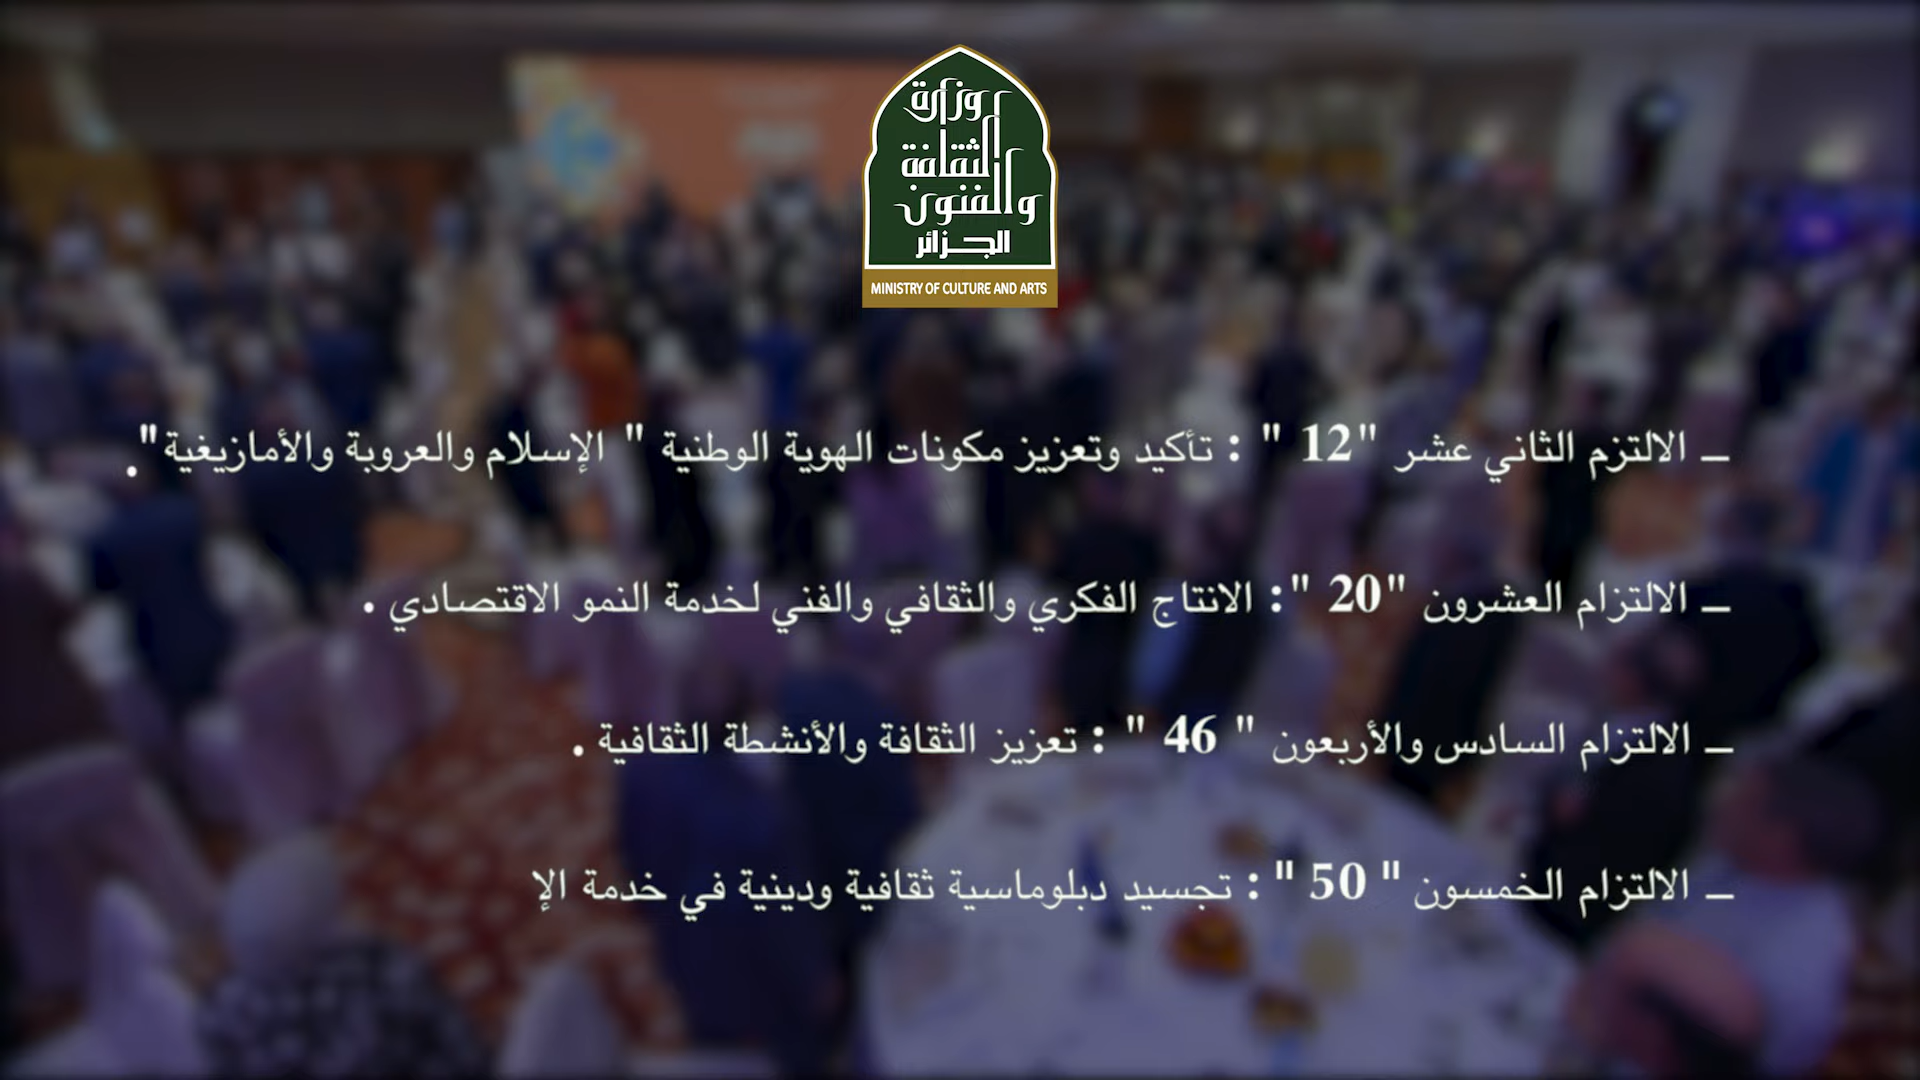 وزارة
الثقافة
والفنون
الجزائر
MINISTRY OF CULTURE AND ARTS
ـ الالتزم الثاني عشر "12 " : تأكيد وتعزيز مكونات الهوية الوطنية " الإسلام والعروبة والأمازيغية".
ـ الالتزام العشرون "20 ": الانتاج الفكري والثقافي والفني لخدمة النمو الاقتصادي .
ـ الالتزام السادس والأربعون " 46 " : تعزيز الثقافة والأنشطة الثقافية .
ـ الالتزام الخمسون " 50 " : تجسيد دبلوماسية ثقافية ودينية في خدمة الإ